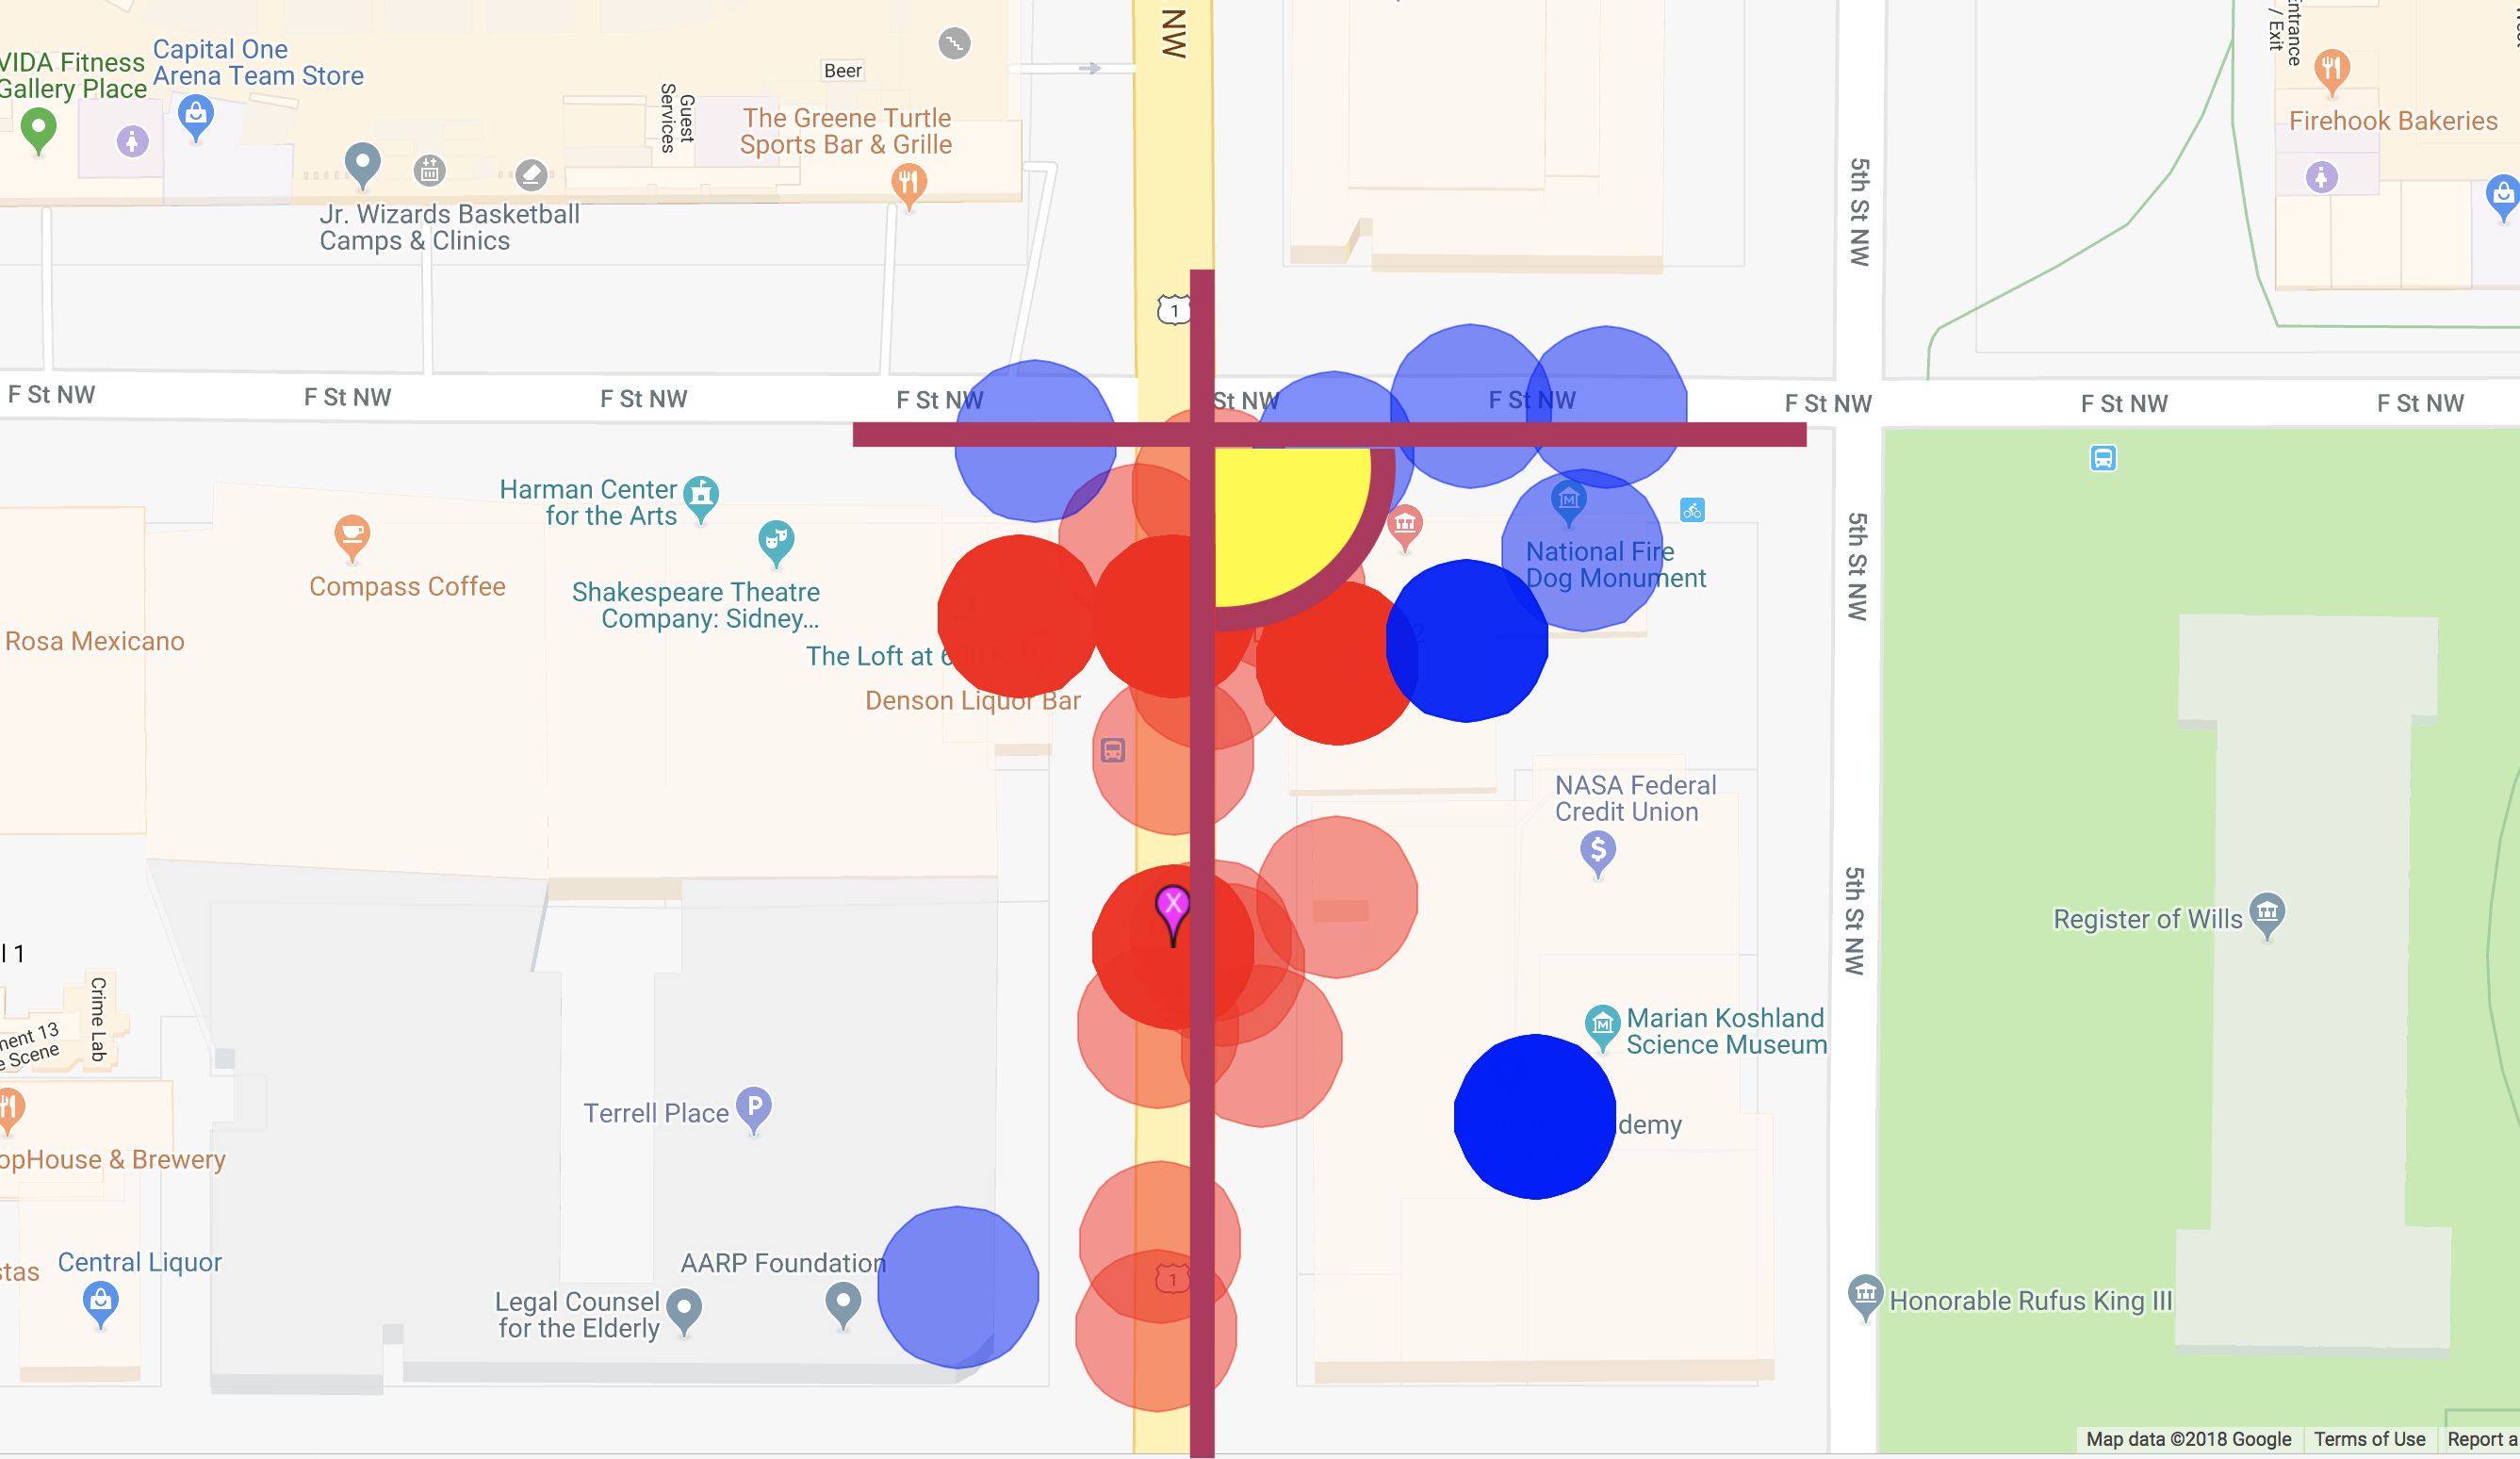 NW
Entrance
/ Exit
VIDA Fitness
Gallery Place
Capital One
Arena Team Store
Beer
Guest
Services
The Greene Turtle
Sports Bar & Grille
Firehook Bakeries
Jr. Wizards Basketball
Camps & Clinics
5th St NW
1
F St NW
F St NW
F St NW
F St NW
St NW
F St NW
F St NW
F St NW
F St NW
Harman Center
for the Arts
Compass Coffee
Shakespeare Theatre
Company: Sidney...
National Fire
Dog Monument
5th St NW
Rosa Mexicano
The Loft at 6
2
Denson Liquor Bar
NASA Federal
Credit Union
$
5th St NW
X
Register of Wills
l 1
Crime Lab
ment 13
e Scene
Marian Koshland
Science Museum
Terrell Place
P
demy
opHouse & Brewery
Central Liquor
stas
AARP Foundation
1
Legal Counsel
for the Elderly
Honorable Rufus King III
Map data ©2018 Google
Terms of Use
Report a